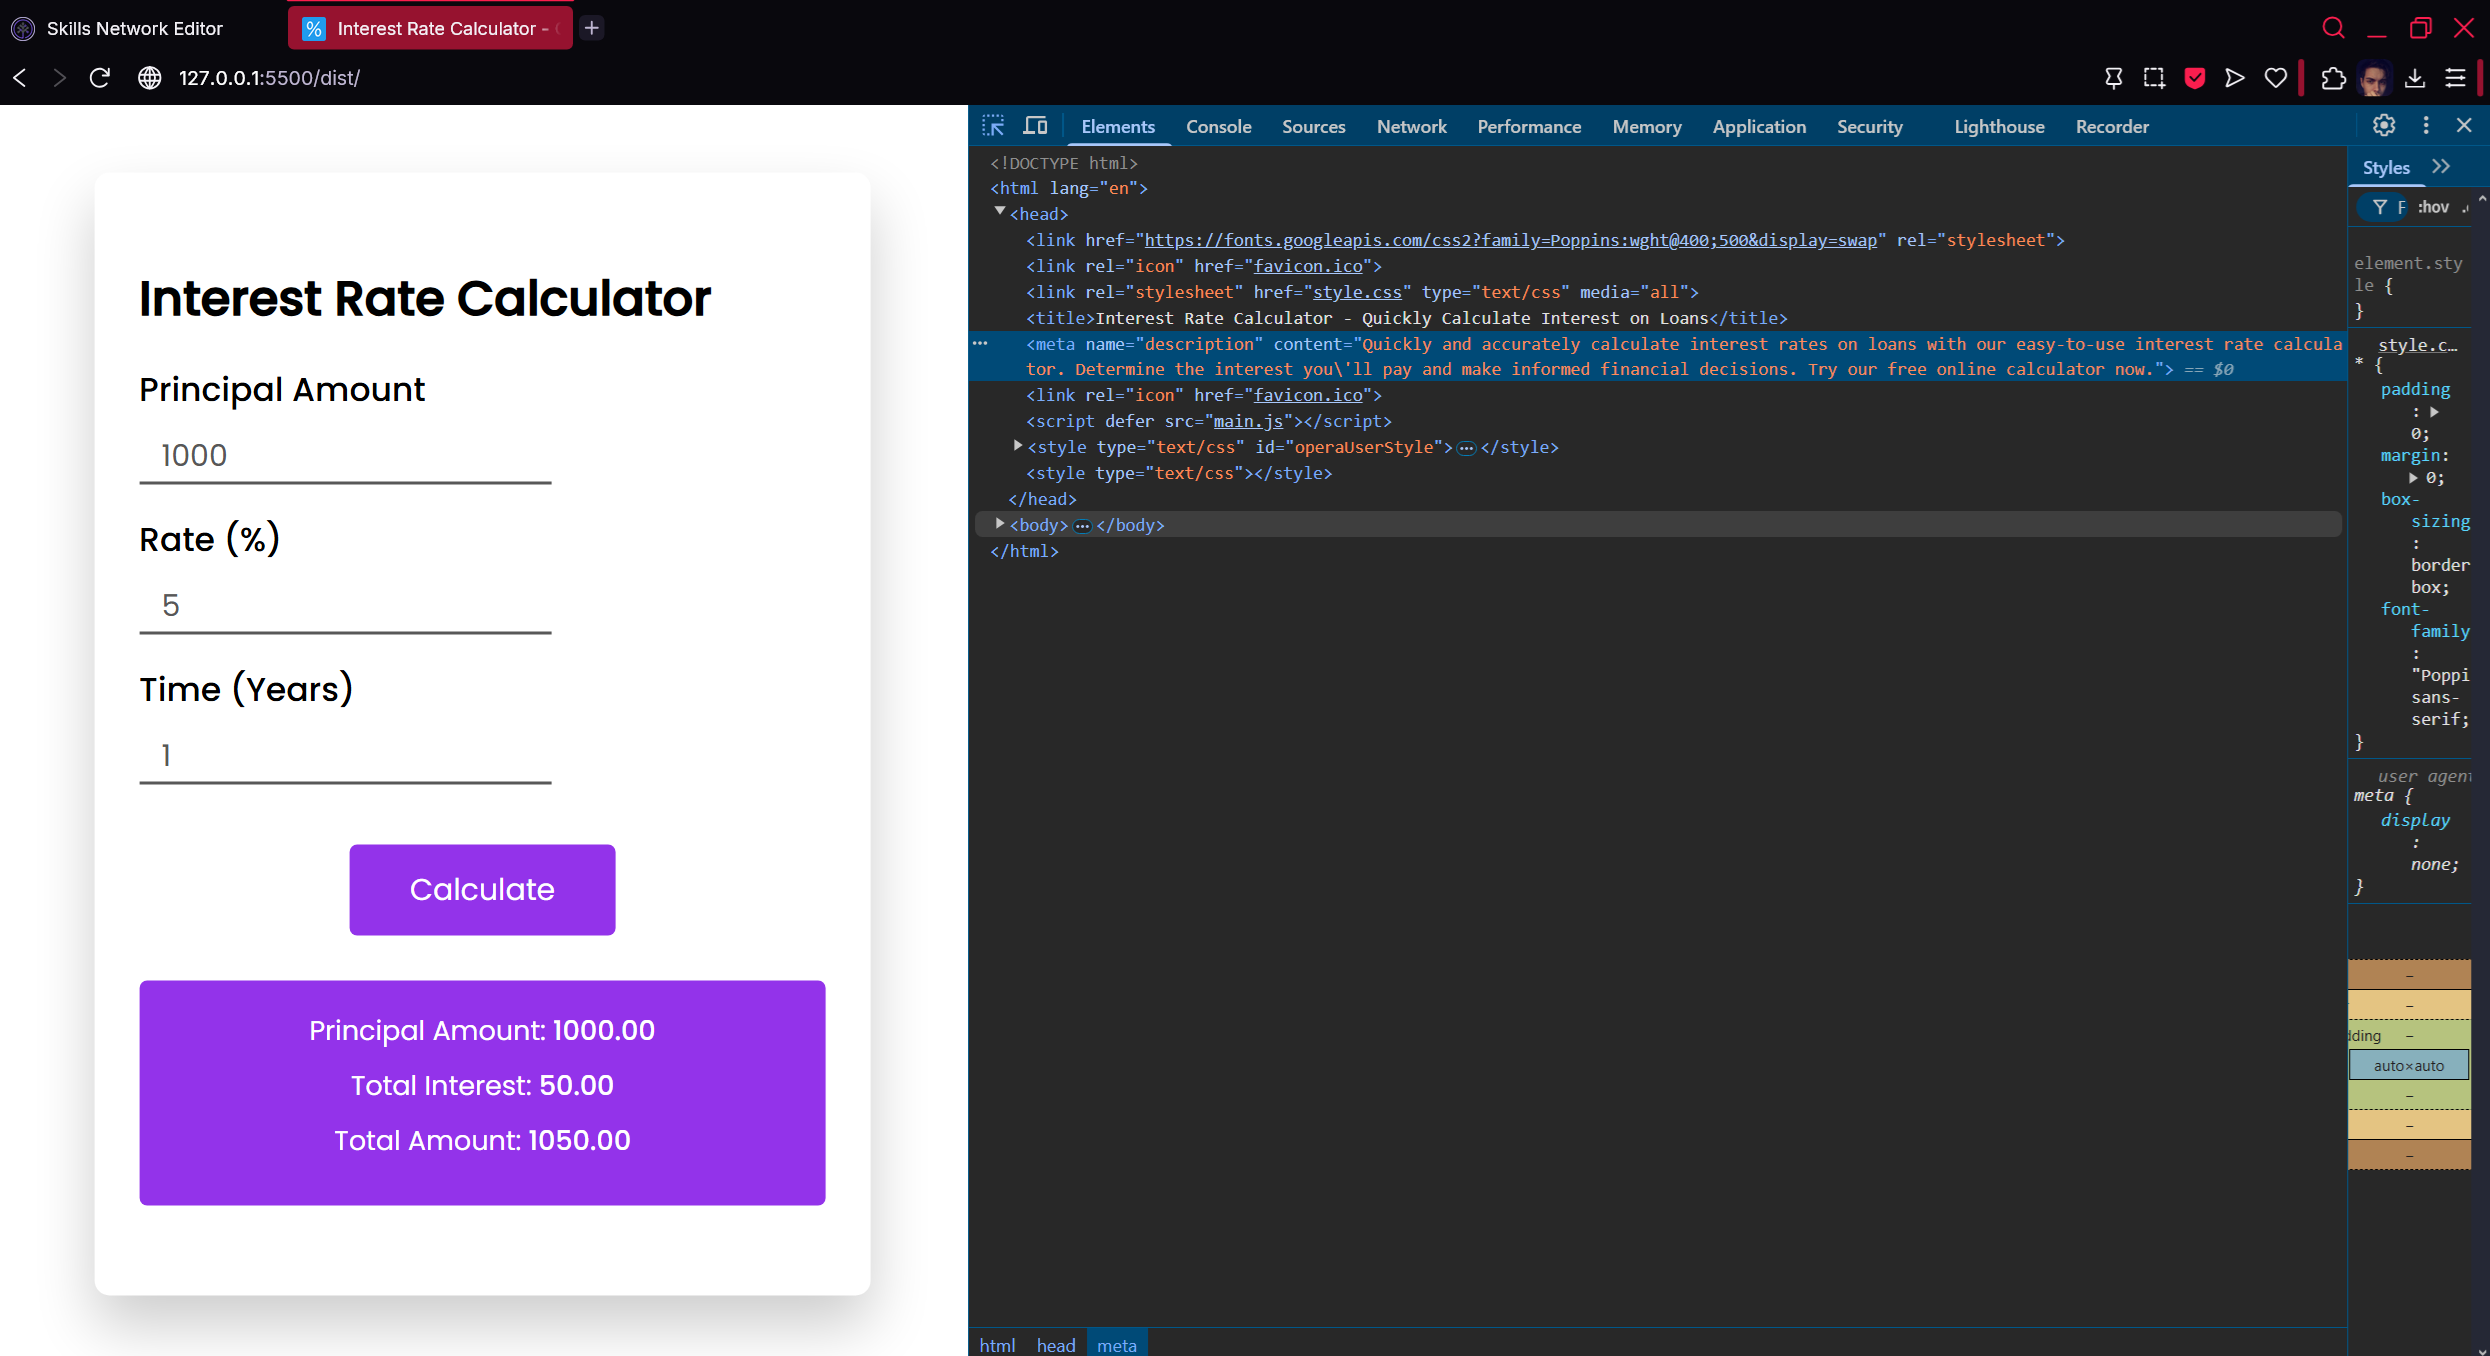 Skills Network Editor
% Interest Rate Calculator -
127.0.0.1:5500/dist/
Interest Rate Calculator
Principal Amount
1000
Rate (%)
5
Time (Years)
1
Calculate
Principal Amount: 1000.00
Total Interest: 50.00
Total Amount: 1050.00
Elements Console Sources Network Performance Memory Application Security Lighthouse Recorder
<!DOCTYPE html>
<html lang="en">
<head>
<link href="https://fonts.googleapis.com/css2?family=Poppins:wght@400;500&display=swap" rel="stylesheet">
<link rel="icon" href="favicon.ico">
<link rel="stylesheet" href="style.css" type="text/css" media="all">
<title>Interest Rate Calculator - Quickly Calculate Interest on Loans</title>
<meta name="description" content="Quickly and accurately calculate interest rates on loans with our easy-to-use interest rate calcula
tor. Determine the interest you\'ll pay and make informed financial decisions. Try our free online calculator now."> == $0
<link rel="icon" href="favicon.ico">
<script defer src="main.js"></script>
<style type="text/css" id="operaUserStyle">…</style>
<style type="text/css"></style>
</head>
<body>…</body>
</html>
html head meta
Styles
F :hov
element.sty
le {
}
style.c…
* {
padding
:
0;
margin:
0;
box-
sizing
:
border
box;
font-
family
:
"Poppi
sans-
serif;
}
user agent
meta {
display
:
none;
}
–
–
dding –
auto×auto
–
–
–